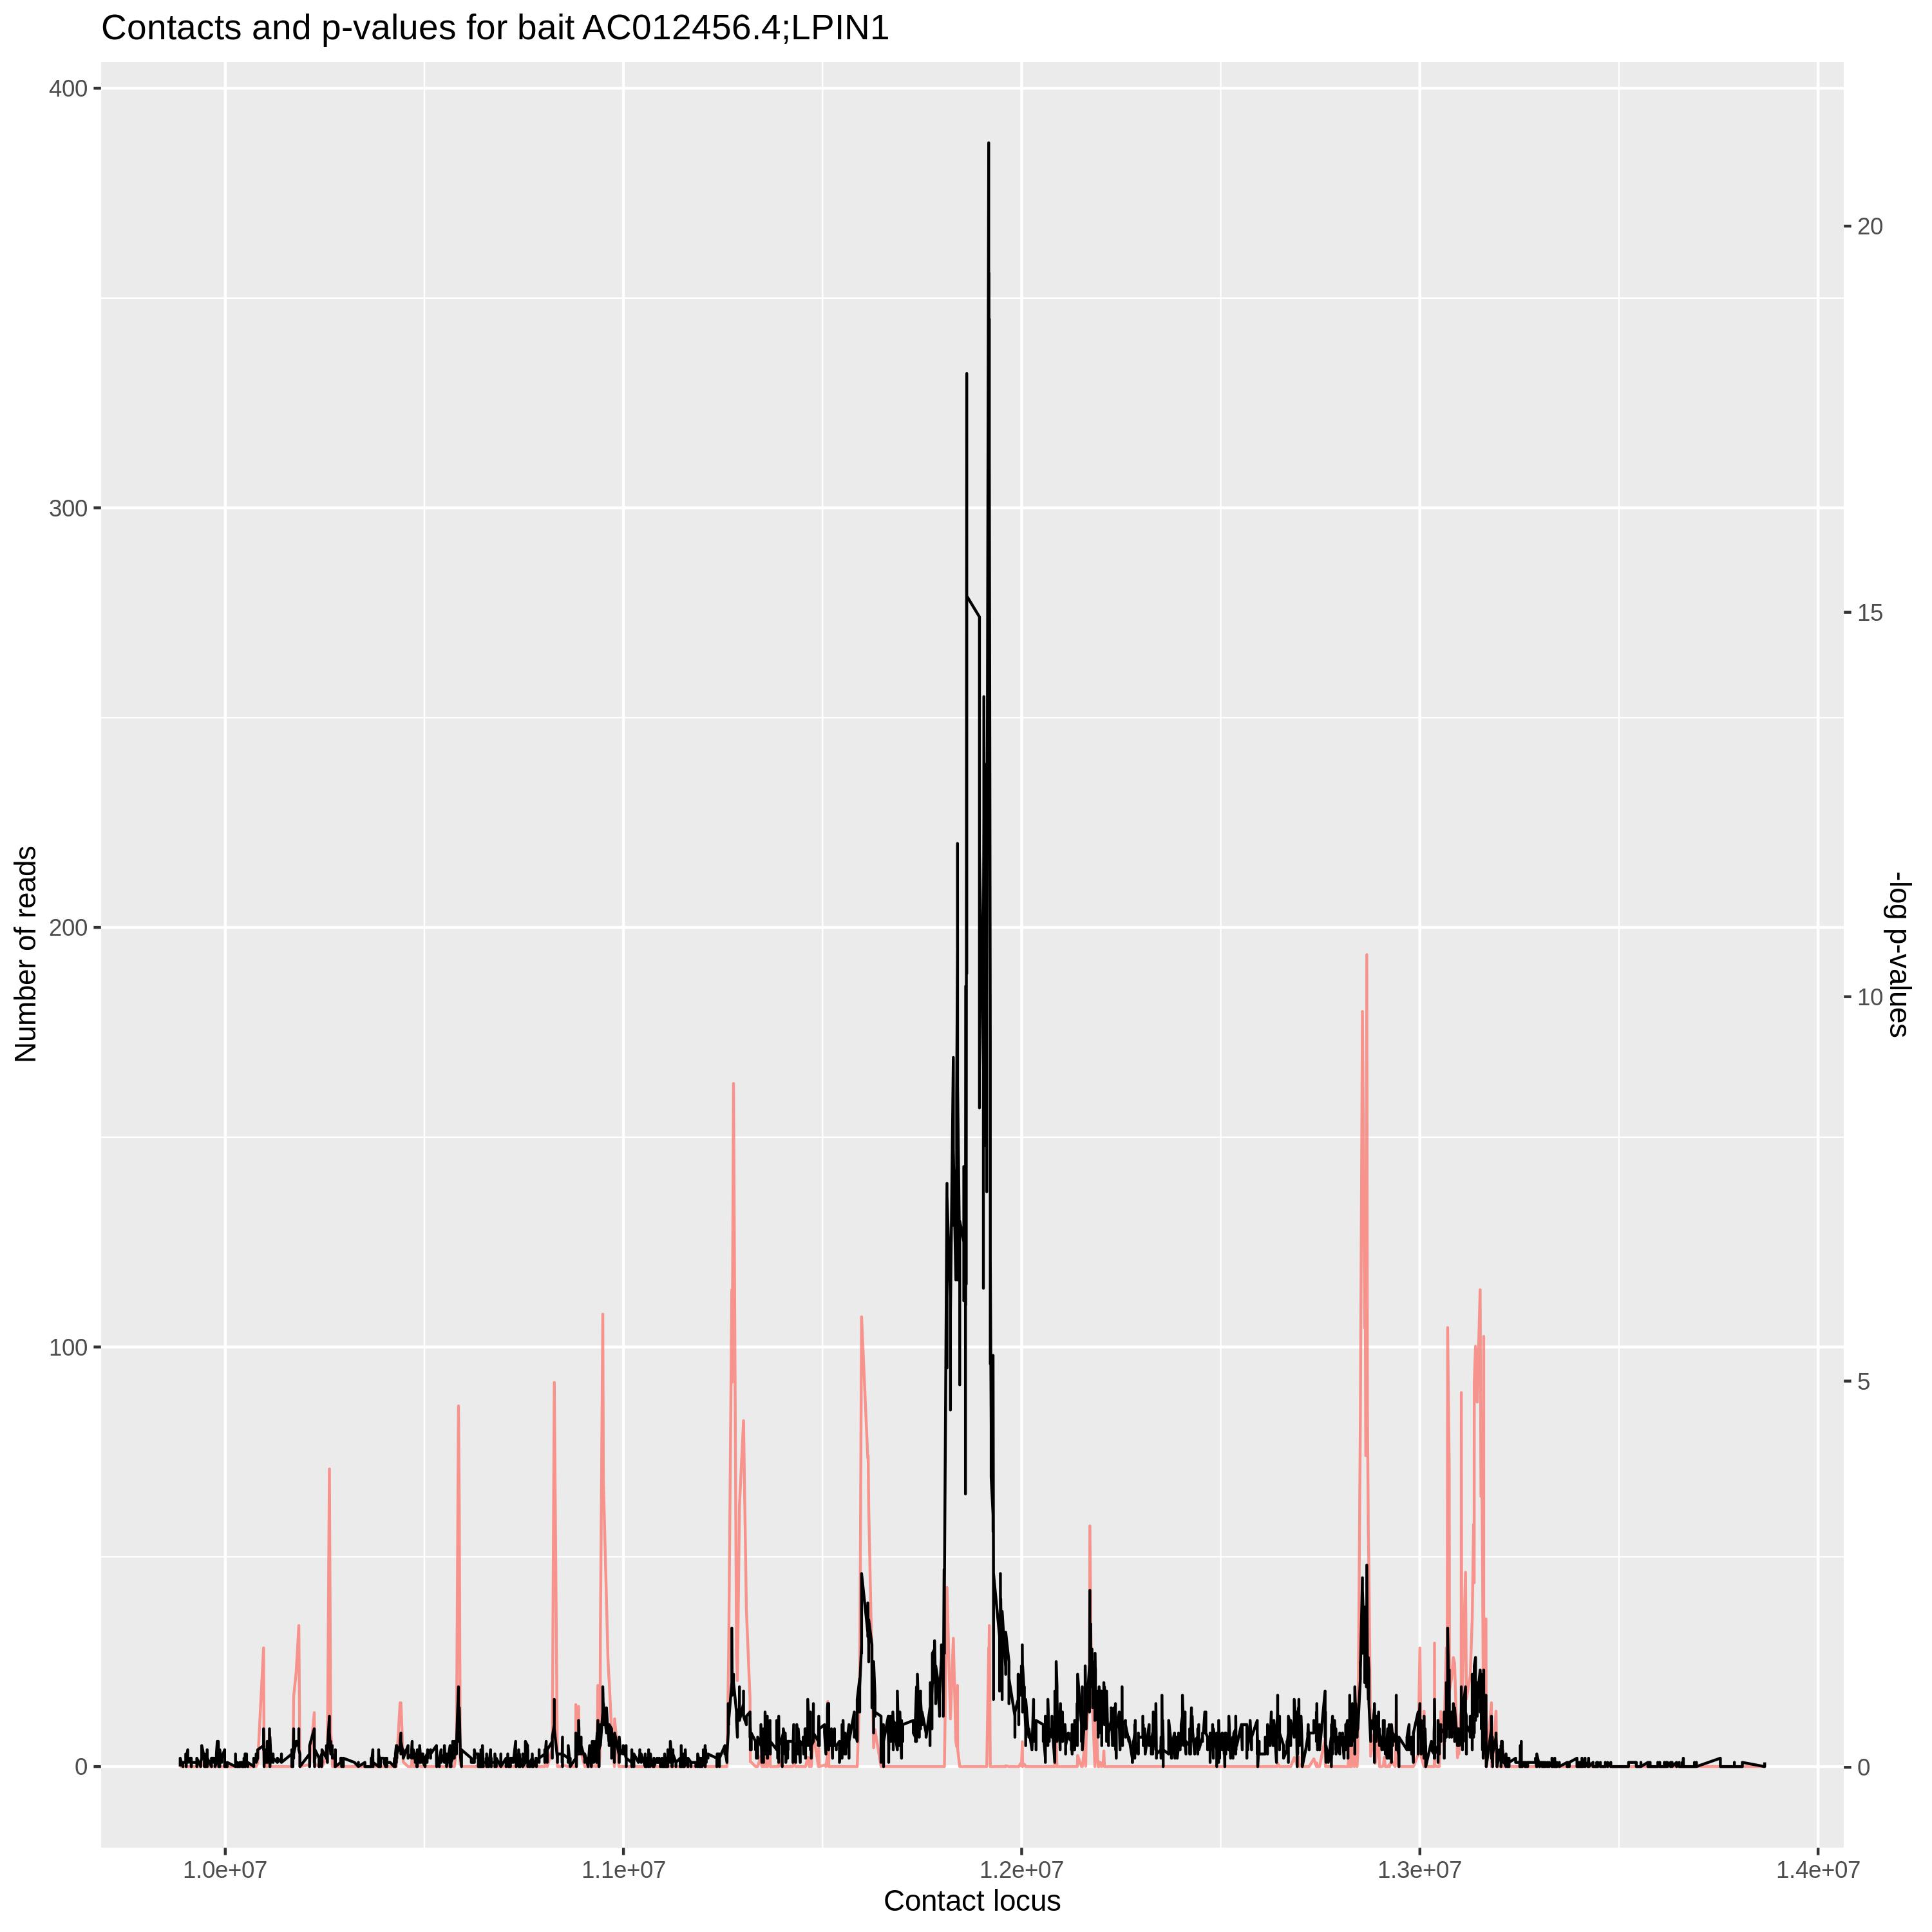 Contacts and p-values for bait AC012456.4;LPIN1
400
300
200
100
0
Number of reads
20
15
10
5
0
-log p-values
1.0e+07
1.1e+07
1.2e+07
1.3e+07
1.4e+07
Contact locus